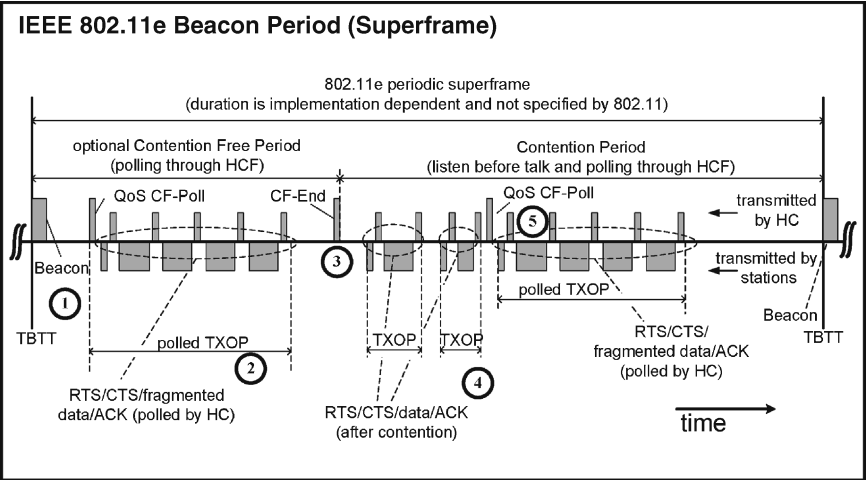 IEEE 802.11e Beacon Period (Superframe)
802.11e periodic superframe
(duration is implementation dependent and not specified by 802.11)
optional Contention Free Period
(polling through HCF)
Contention Period
(listen before talk and polling through HCF)
QoS CF-Poll
CF-End
QoS CF-Poll
5
transmitted
by HC
Beacon
3
transmitted by
stations
1
polled TXOP
Beacon
TBTT
polled TXOP
TXOP
TXOP
RTS/CTS/
fragmented data/ACK
(polled by HC)
TBTT
2
4
RTS/CTS/fragmented
data/ACK (polled by HC)
RTS/CTS/data/ACK
(after contention)
time